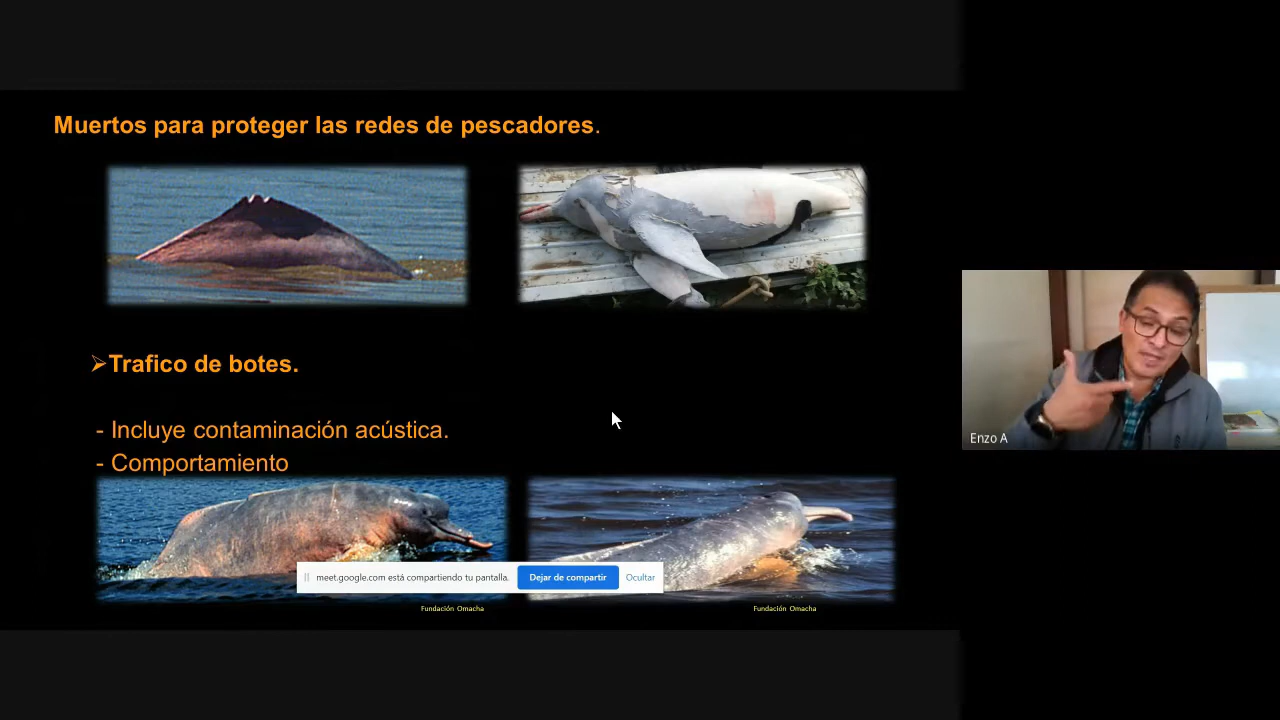 Muertos para proteger las redes de pescadores.
➢Trafico de botes.
- Incluye contaminación acústica.
- Comportamiento
meet.google.com está compartiendo tu pantalla.
Dejar de compartir
Ocultar
Fundación Omacha
Fundación Omacha
Enzo A